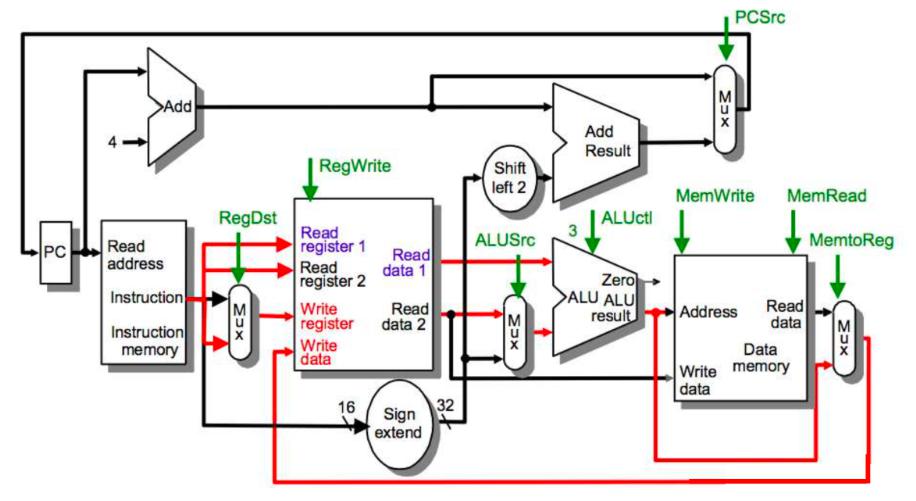 PCSrc
Mux
Add
4
Add
Result
Shift
left 2
RegWrite
RegDst
MemWrite
MemRead
ALUSrc
3
ALUctl
MemtoReg
PC
Read
address
Instruction
Instruction
memory
Mux
Read
register 1
Read
register 2
Write
register
Write
data
Read
data 1
Read
data 2
Mux
Zero
ALU
ALU
result
Address
Read
data
Data
memory
Write
data
Mux
16
Sign
extend
32